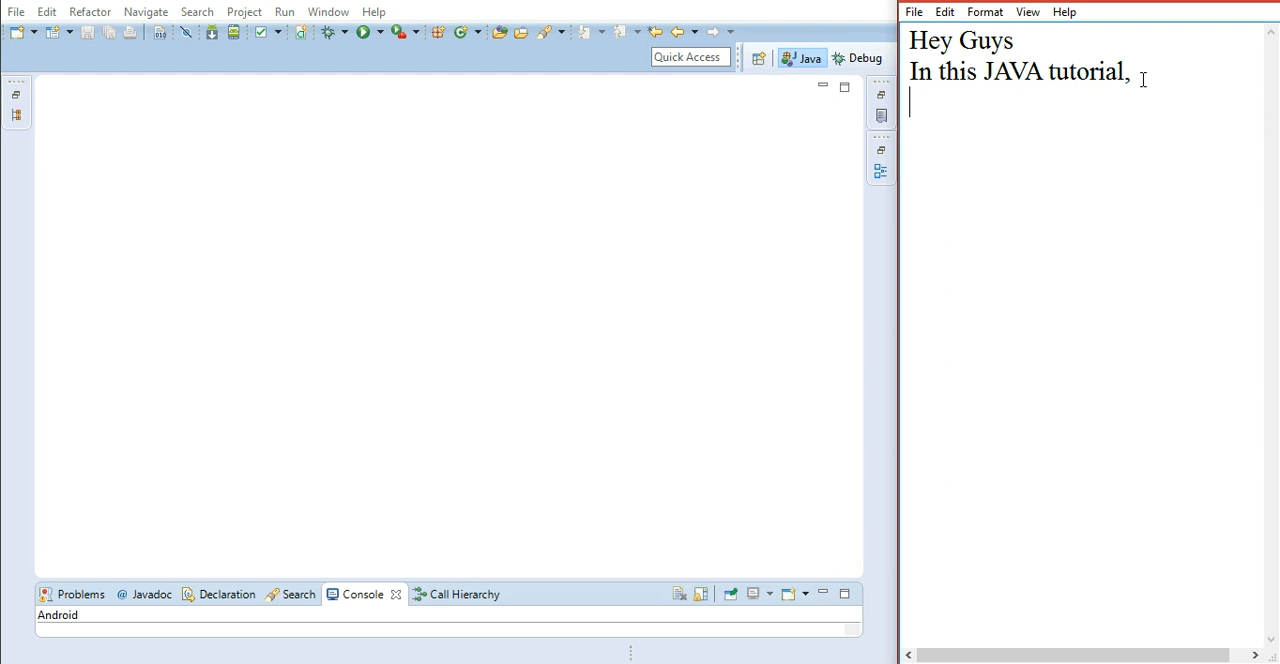 File Edit Refactor Navigate Search Project Run Window Help
Quick Access
Java
Debug
Problems
Javadoc
Declaration
Search
Console
Call Hierarchy
Android
File Edit Format View Help
Hey Guys
In this JAVA tutorial,